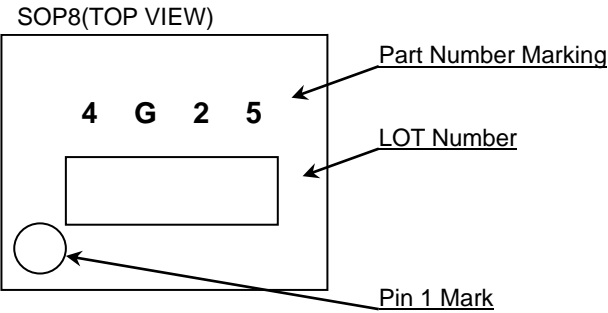 SOP8(TOP VIEW)
Part Number Marking
4 G 2 5
LOT Number
Pin 1 Mark